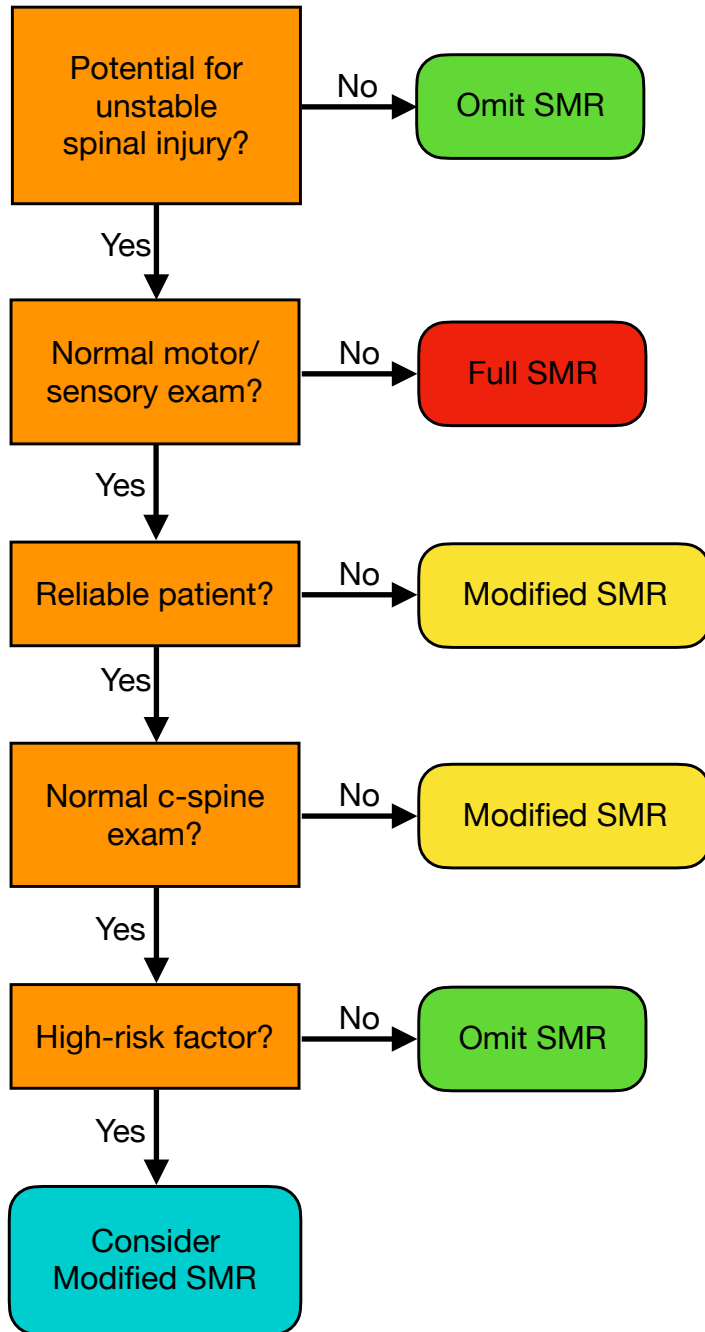 Potential for
unstable
spinal injury?
No
Omit SMR
Yes
Normal motor/
sensory exam?
No
Full SMR
Yes
Reliable patient?
No
Modified SMR
Yes
Normal c-spine
exam?
No
Modified SMR
Yes
High-risk factor?
No
Omit SMR
Yes
Consider
Modified SMR